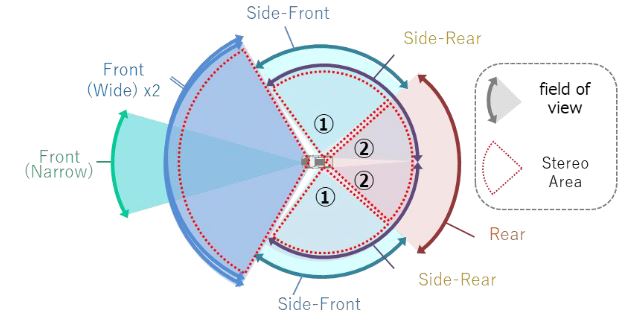 Side-Front
Side-Rear
Front
(Wide) x2
field of
view
①
②
Front
(Narrow)
Stereo
Area
②
①
Rear
Side-Rear
Side-Front